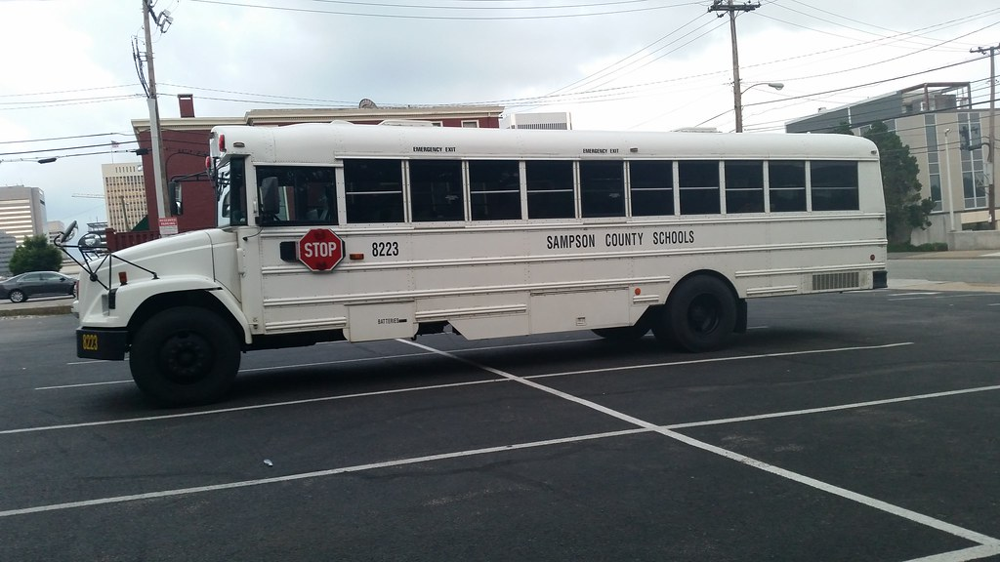 EMERGENCY EXIT
EMERGENCY EXIT
STOP
8223
SAMPSON COUNTY SCHOOLS
BATTERIES
8223